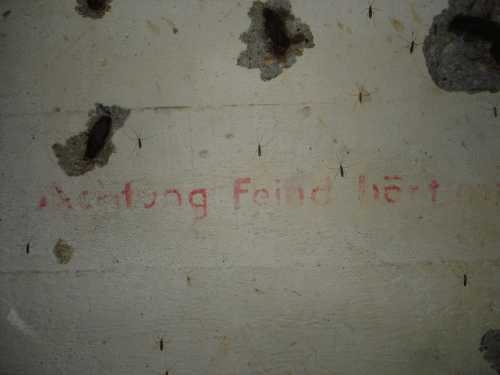 Achtung Feind hört